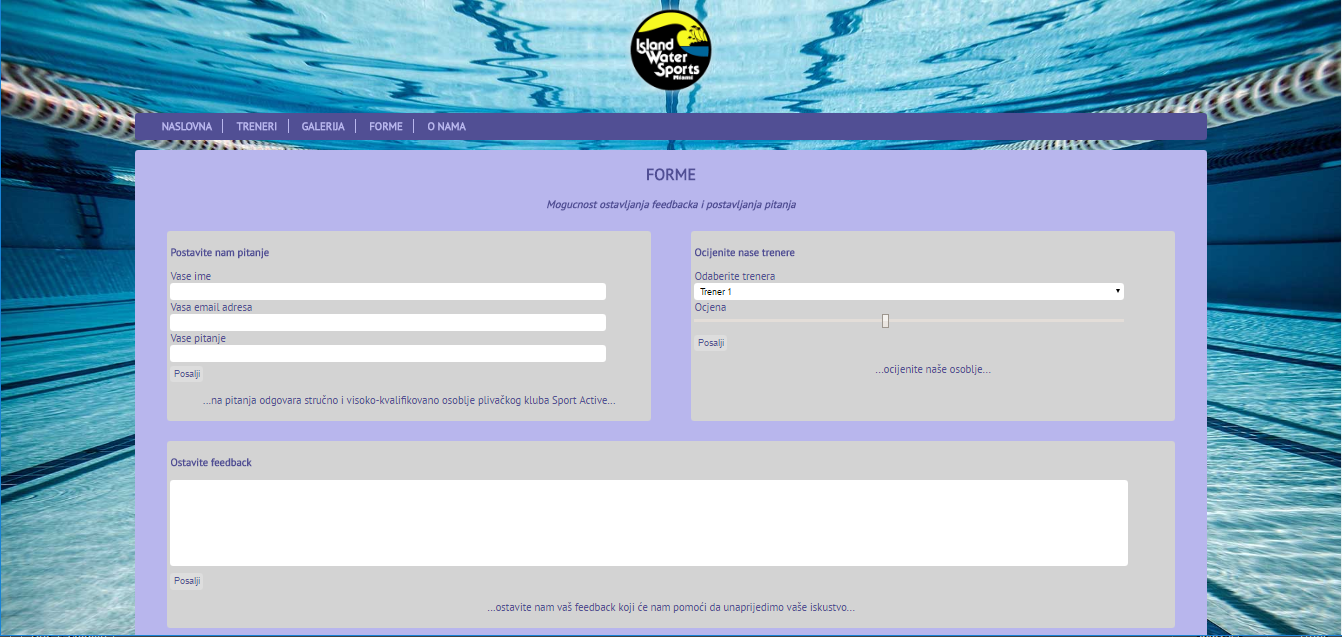 Island
Water
Sports
Miami
NASLOVNA
TRENERI
GALERIJA
FORME
O NAMA
FORME
Mogucnost ostavljanja feedbacka i postavljanja pitanja
Postavite nam pitanje
Vase ime
Vasa email adresa
Vase pitanje
Posalji
...na pitanja odgovara stručno i visoko-kvalifikovano osoblje plivačkog kluba Sport Active...
Ocijenite nase trenere
Odaberite trenera
Trener 1
Ocjena
Posalji
...ocijenite naše osoblje...
Ostavite feedback
Posalji
...ostavite nam vaš feedback koji će nam pomoći da unaprijedimo vaše iskustvo...